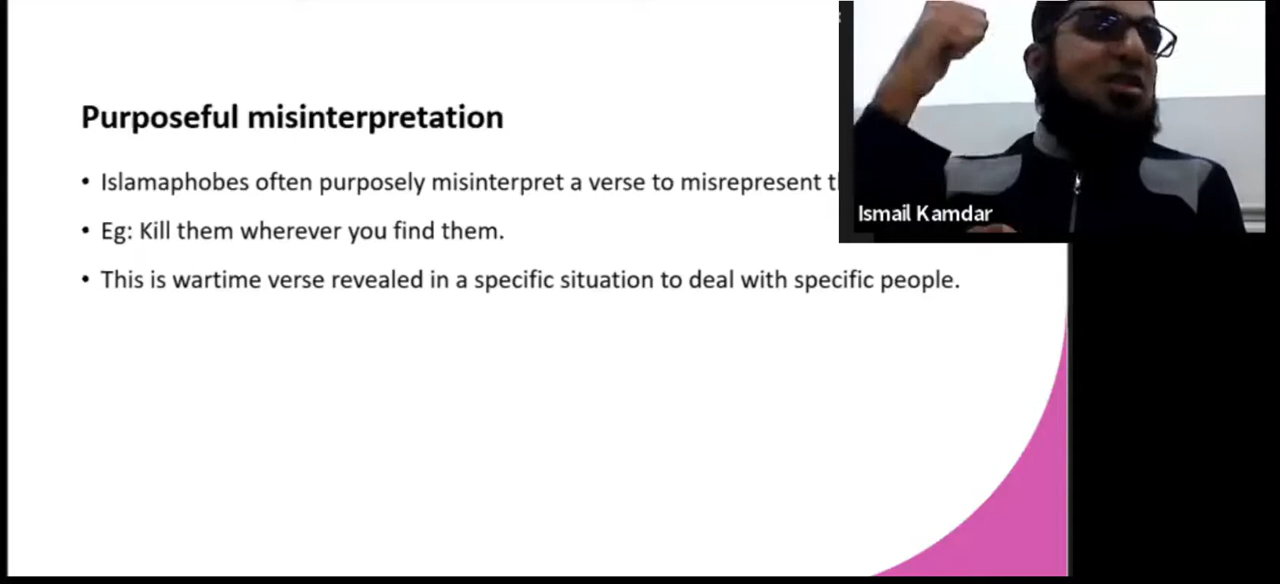 Purposeful misinterpretation
• Islamaphobes often purposely misinterpret a verse to misrepresent
• Eg: Kill them wherever you find them.
• This is wartime verse revealed in a specific situation to deal with specific people.
Ismail Kamdar